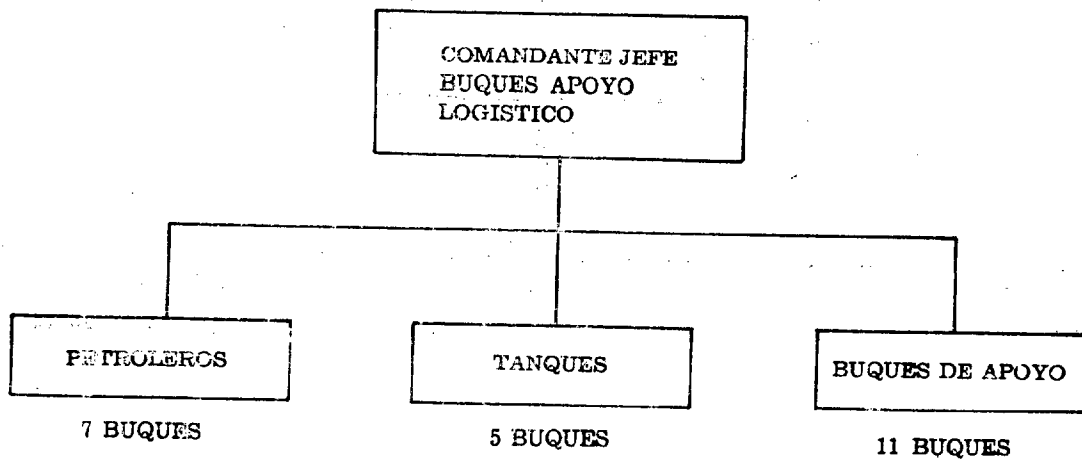 COMANDANTE JEFE
BUQUES APOYO
LOGISTICO
PETROLEROS
TANQUES
BUQUES DE APOYO
7 BUQUES
5 BUQUES
11 BUQUES